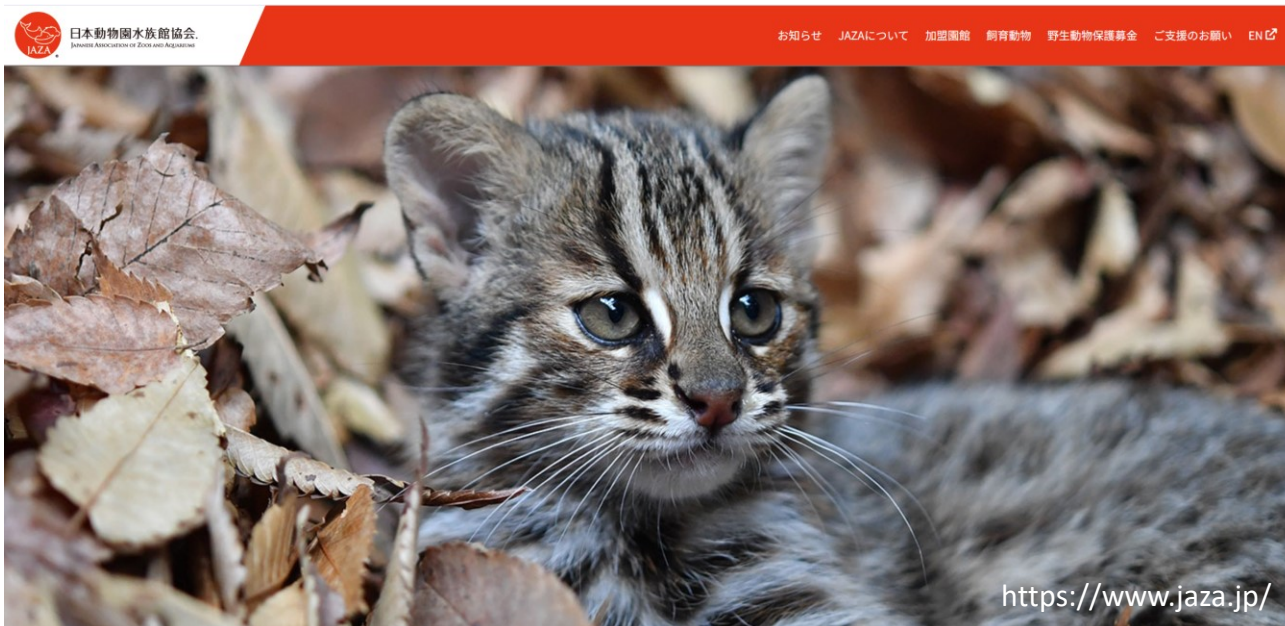 JAZA
日本動物園水族館協会.
JAPANESE ASSOCIATION OF ZOOS AND AQUARIUMS
お知らせ JAZAについて 加盟園館 飼育動物 野生動物保護募金 ご支援のお願い EN
https://www.jaza.jp/